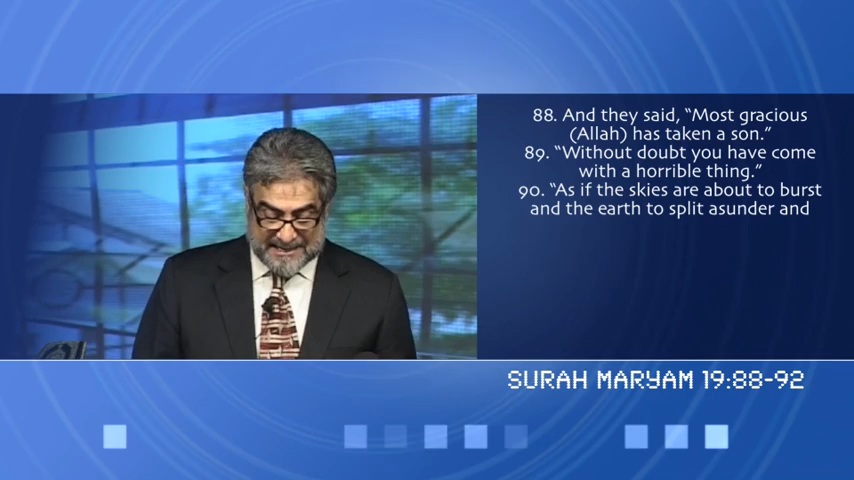 88. And they said, “Most gracious
(Allah) has taken a son.”
89. “Without doubt you have come
with a horrible thing.”
90. “As if the skies are about to burst
and the earth to split asunder and
SURAH MARYAM 19:88-92